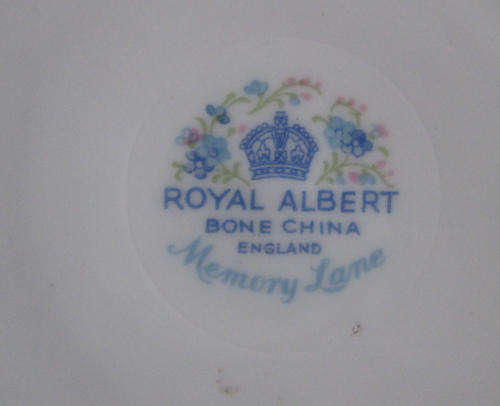 ROYAL ALBERT
BONE CHINA
ENGLAND
Memory Lane